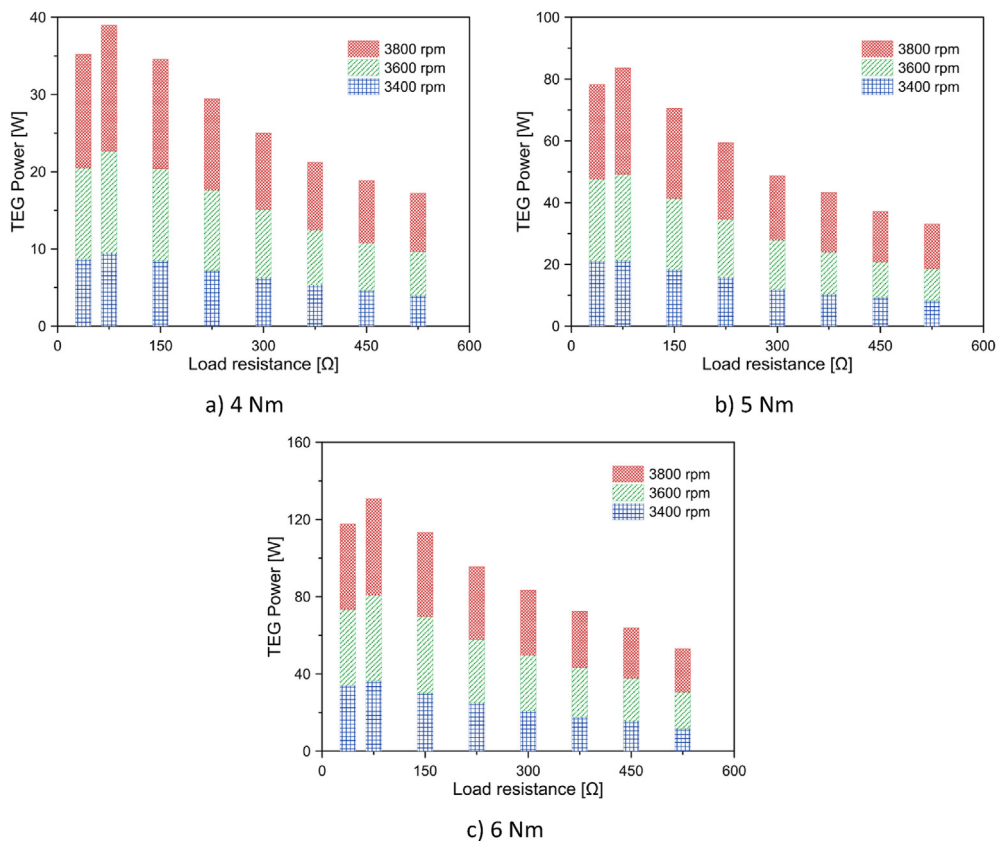 40
30
20
10
0
TEG Power [W]
3800 rpm
3600 rpm
3400 rpm
0 150 300 450 600
Load resistance [Ω]
a) 4 Nm
100
80
60
40
20
0
TEG Power [W]
3800 rpm
3600 rpm
3400 rpm
0 150 300 450 600
Load resistance [Ω]
b) 5 Nm
160
120
80
40
0
TEG Power [W]
3800 rpm
3600 rpm
3400 rpm
0 150 300 450 600
Load resistance [Ω]
c) 6 Nm